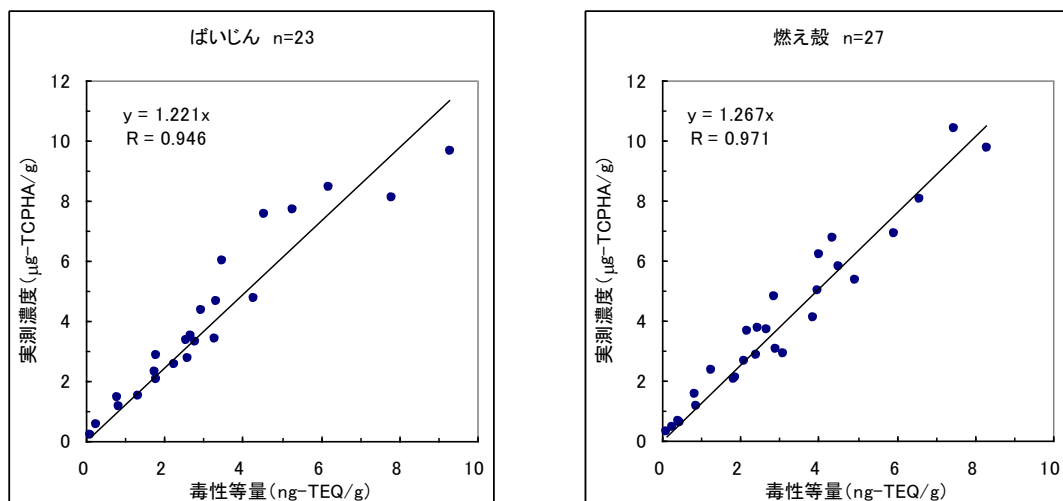 ばいじん n=23
y = 1.221x
R = 0.946
実測濃度(μg-TCPHA/g)
12
10
8
6
4
2
0
0 2 4 6 8 10
毒性等量(ng-TEQ/g)
燃え殻 n=27
y = 1.267x
R = 0.971
実測濃度(μg-TCPHA/g)
12
10
8
6
4
2
0
0 2 4 6 8 10
毒性等量(ng-TEQ/g)